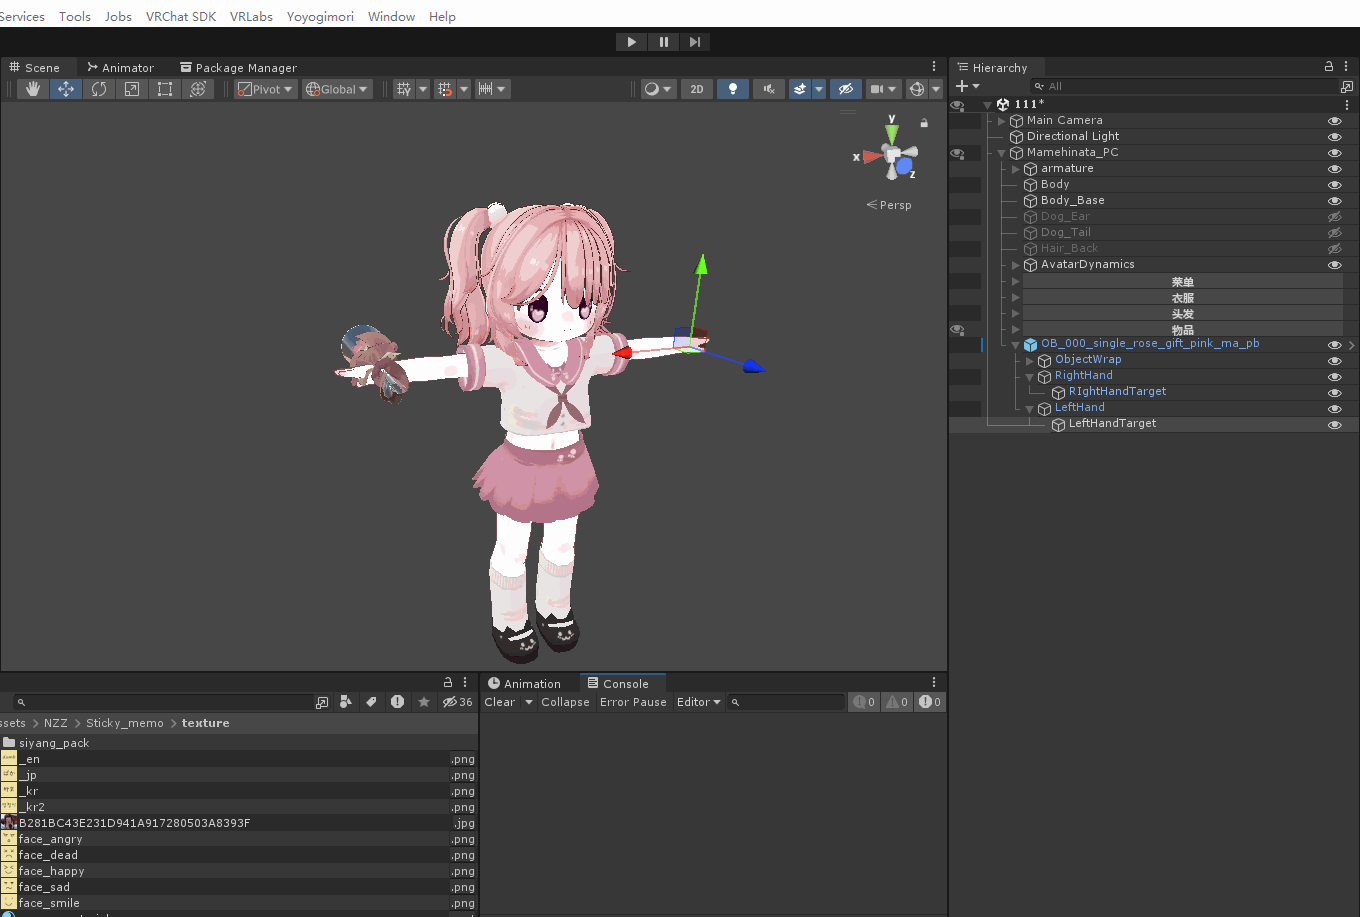 Services Tools Jobs VRChat SDK VRLabs Yoyogimori Window Help
Scene Animator Package Manager
Pivot Global 2D
y
x
z
Persp
Hierarchy
All
111*
Main Camera
Directional Light
Mamehinata_PC
armature
Body
Body_Base
Dog_Ear
Dog_Tail
Hair_Back
AvatarDynamics
菜单
衣服
头发
物品
OB_000_single_rose_gift_pink_ma_pb
ObjectWrap
RightHand
RIghtHandTarget
LeftHand
LeftHandTarget
36
ssets > NZZ > Sticky_memo > texture
siyang_pack
_en .png
_jp .png
_kr .png
_kr2 .png
B281BC43E231D941A917280503A8393F .jpg
face_angry .png
face_dead .png
face_happy .png
face_sad .png
face_smile .png
Animation Console
Clear Collapse Error Pause Editor 0 0 0